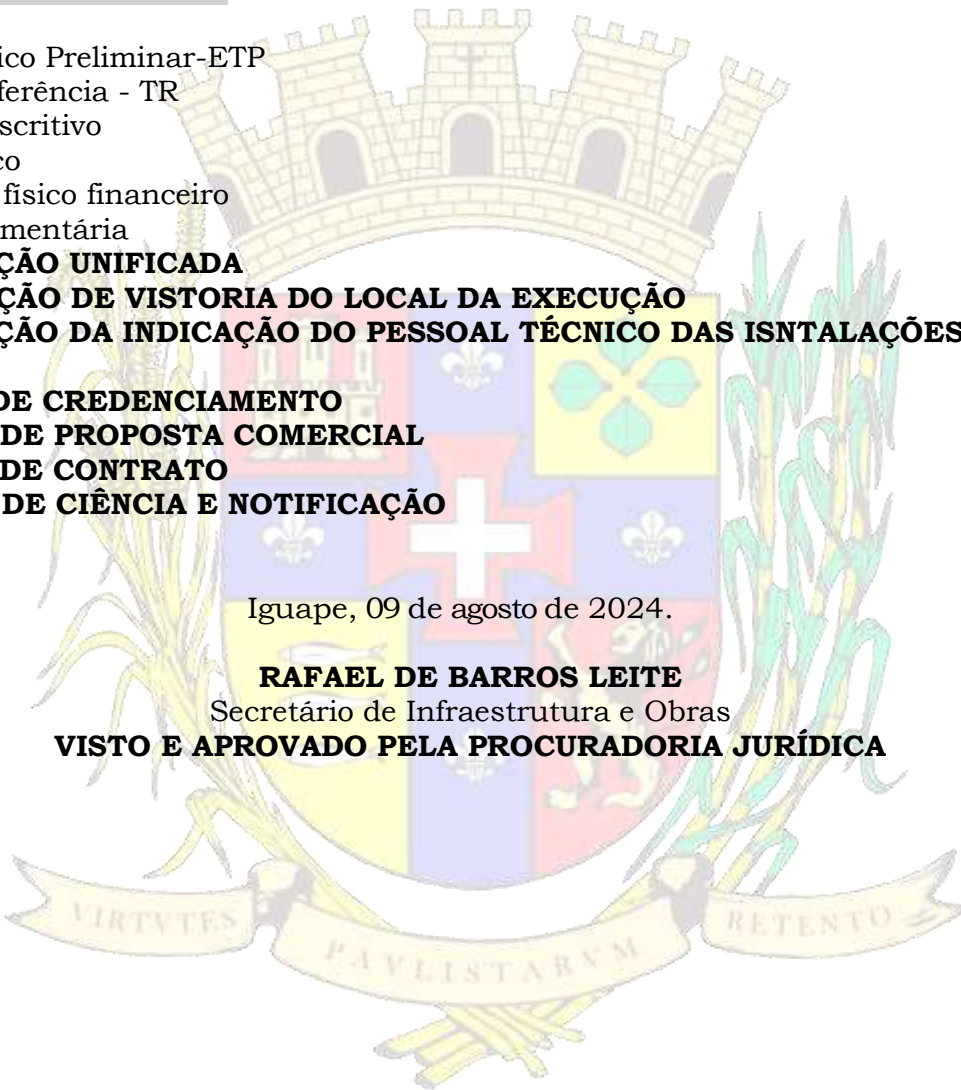 ico Preliminar-ETP
ferência - TR
scritivo
co
físico financeiro
mentária
ÇÃO UNIFICADA
ÇÃO DE VISTORIA DO LOCAL DA EXECUÇÃO
ÇÃO DA INDICAÇÃO DO PESSOAL TÉCNICO DAS ISNTALAÇÕES
DE CREDENCIAMENTO
DE PROPOSTA COMERCIAL
DE CONTRATO
DE CIÊNCIA E NOTIFICAÇÃO
Iguape, 09 de agosto de 2024.
RAFAEL DE BARROS LEITE
Secretário de Infraestrutura e Obras
VISTO E APROVADO PELA PROCURADORIA JURÍDICA
VIRTVTES PAVLISTARVM RETENTO